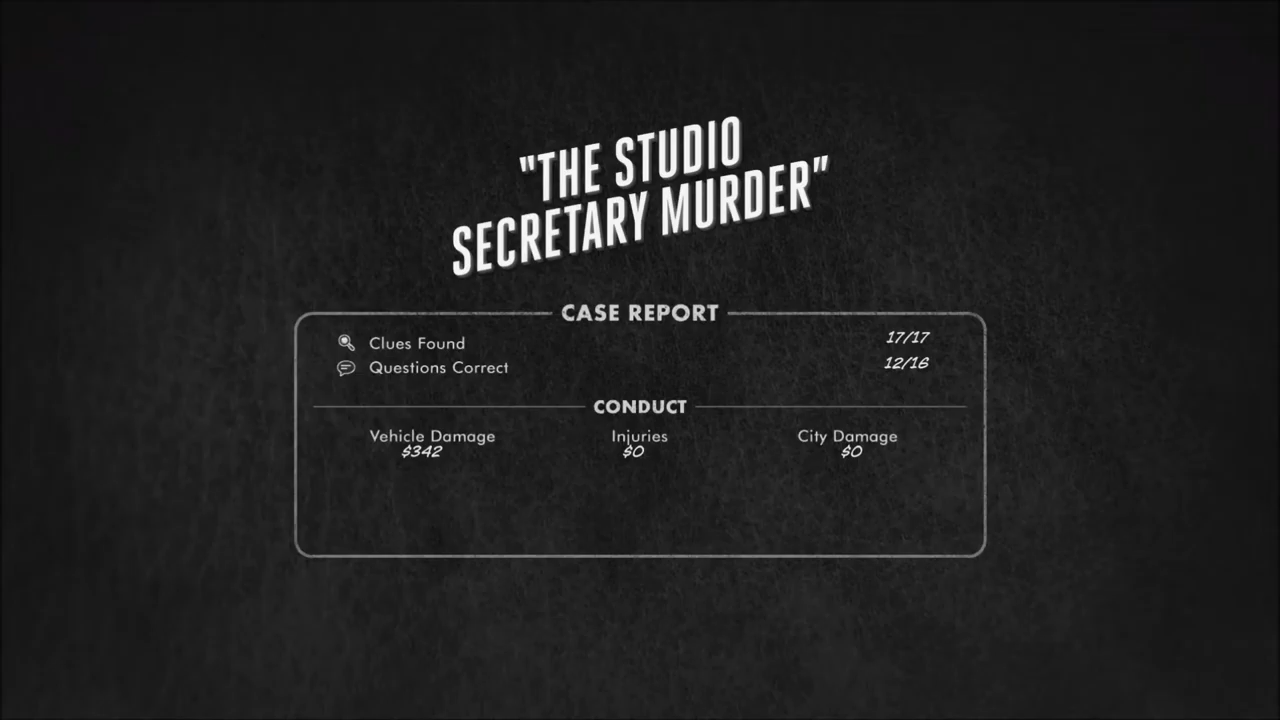 "THE STUDIO
SECRETARY MURDER"
CASE REPORT
Clues Found 17/17
Questions Correct 12/16
CONDUCT
Vehicle Damage Injuries City Damage
$342 $0 $0